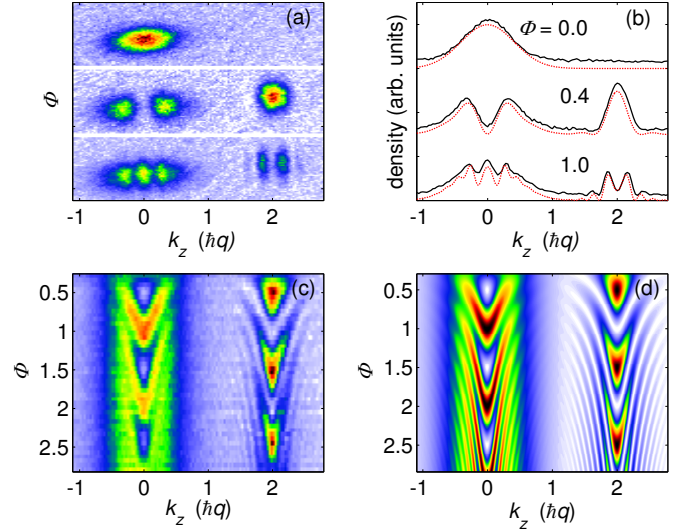 (a)
Φ
-1 0 1 2
k_z (ħq)
(b)
density (arb. units)
Φ = 0.0
0.4
1.0
-1 0 1 2
k_z (ħq)
(c)
Φ
0.5
1
1.5
2
2.5
-1 0 1 2
k_z (ħq)
(d)
Φ
0.5
1
1.5
2
2.5
-1 0 1 2
k_z (ħq)